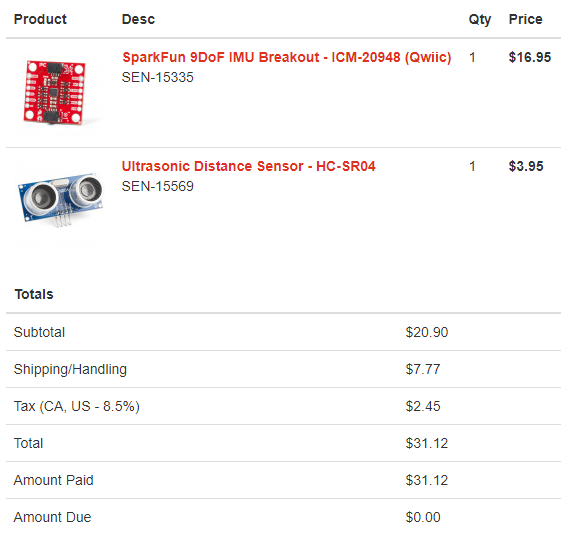 Product Desc Qty Price
SparkFun 9DoF IMU Breakout - ICM-20948 (Qwiic) 1 $16.95
SEN-15335
Ultrasonic Distance Sensor - HC-SR04 1 $3.95
SEN-15569
Totals
Subtotal $20.90
Shipping/Handling $7.77
Tax (CA, US - 8.5%) $2.45
Total $31.12
Amount Paid $31.12
Amount Due $0.00